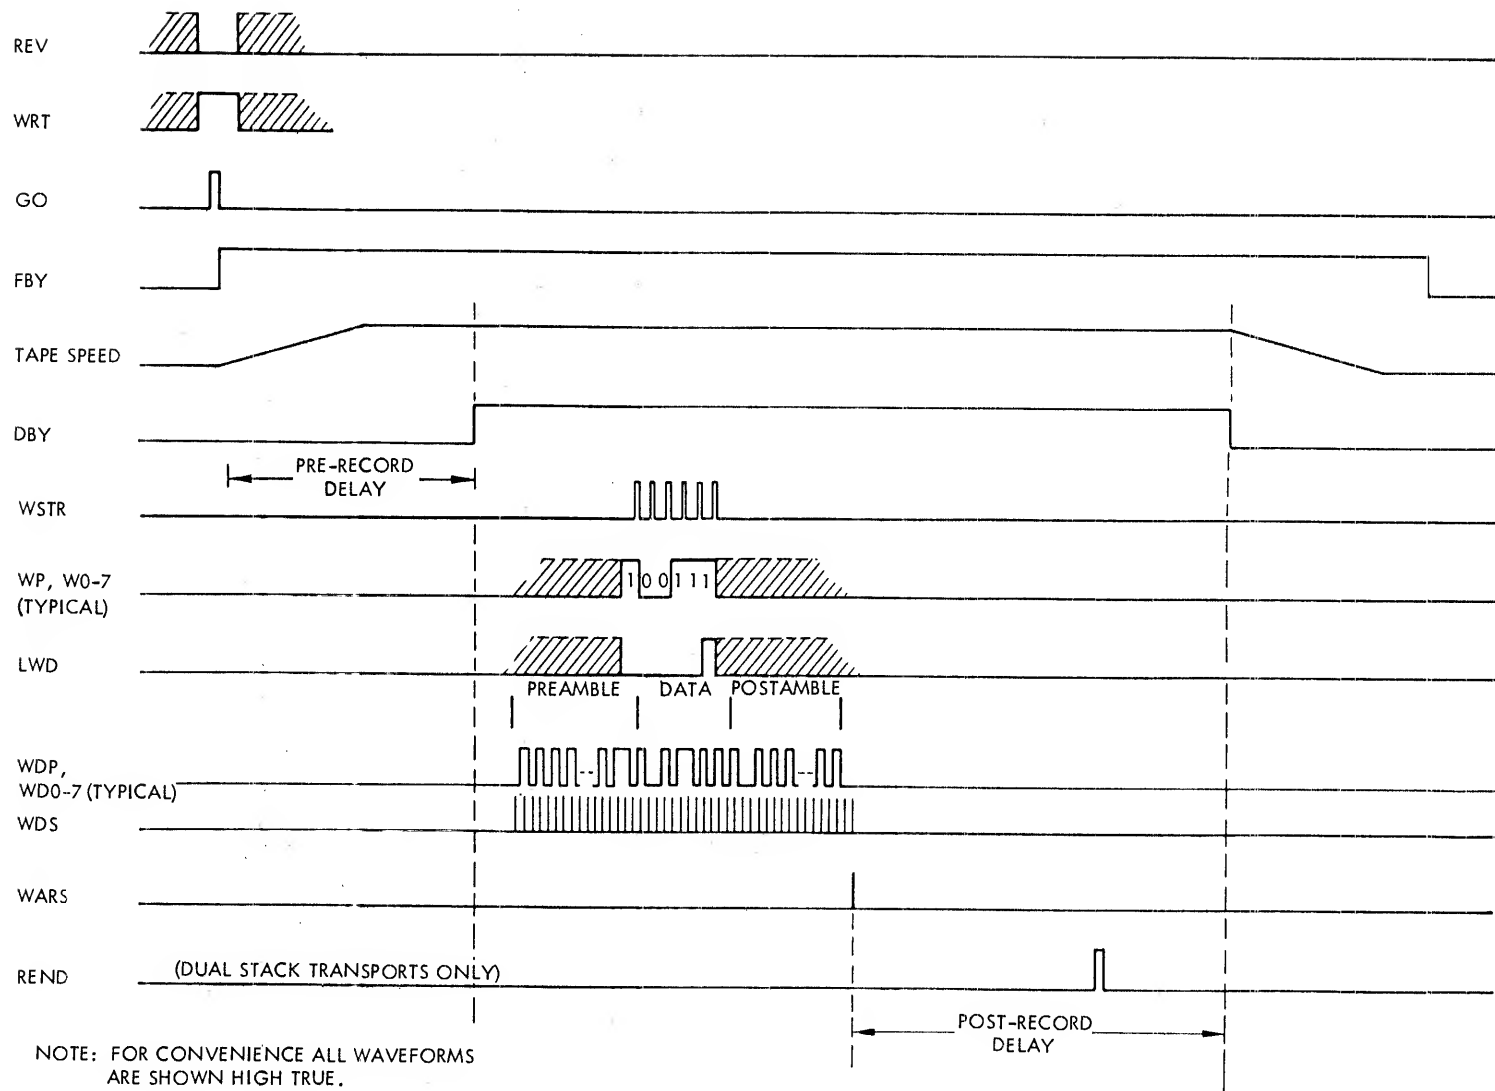 REV
WRT
GO
FBY
TAPE SPEED
DBY
PRE-RECORD
DELAY
WSTR
WP, W0-7
(TYPICAL)
1 0 0 1 1 1
LWD
PREAMBLE DATA POSTAMBLE
WDP,
WD0-7 (TYPICAL)
WDS
WARS
REND (DUAL STACK TRANSPORTS ONLY)
POST-RECORD
DELAY
NOTE: FOR CONVENIENCE ALL WAVEFORMS
ARE SHOWN HIGH TRUE.